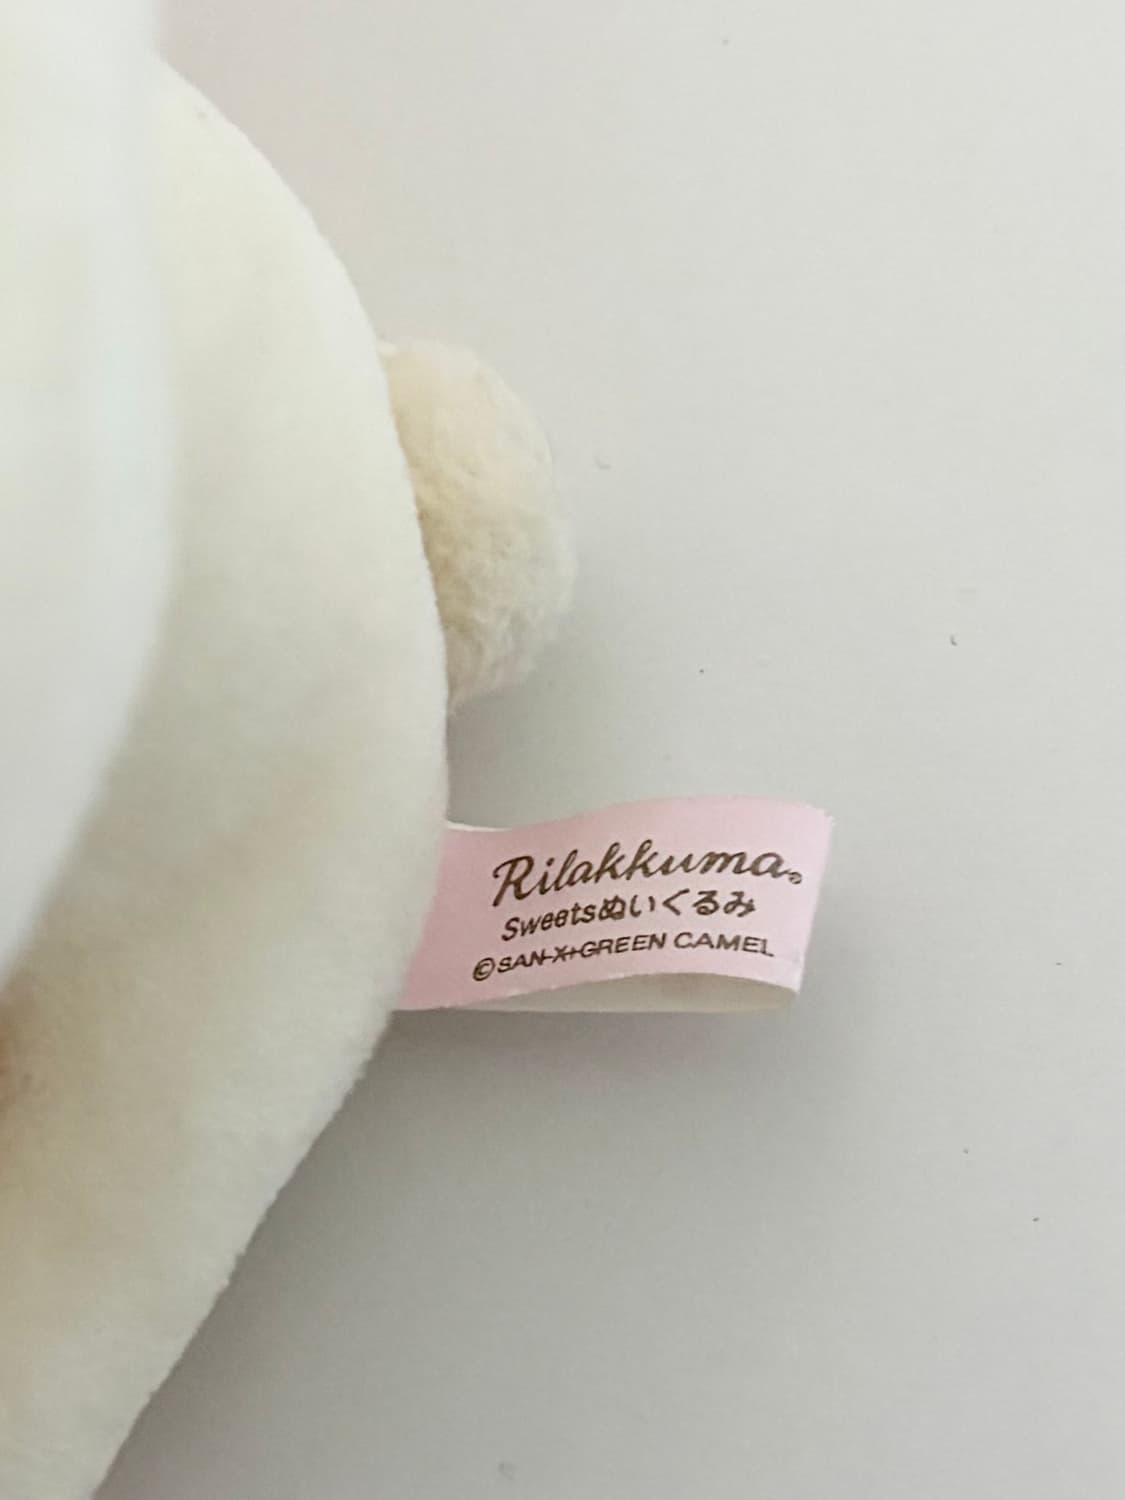 Rilakkuma®
Sweetsぬいぐるみ
©SAN-X+GREEN CAMEL